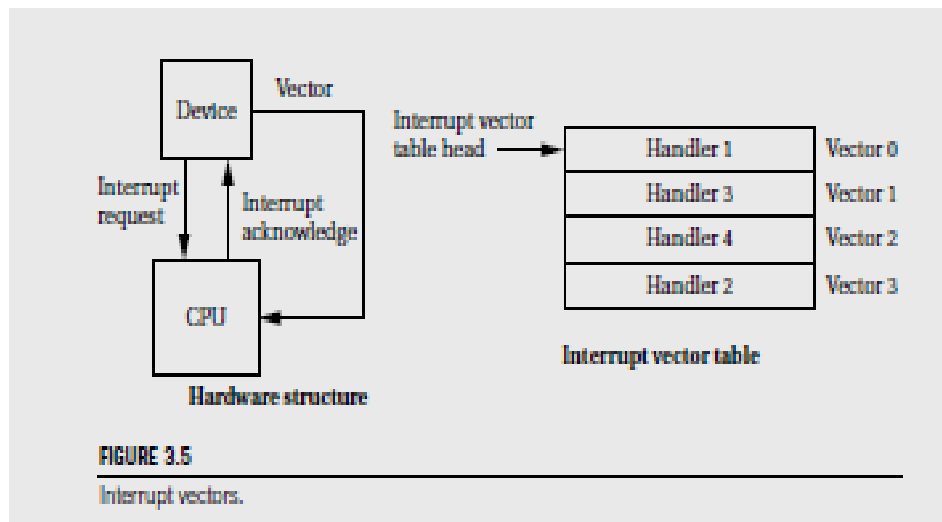 Device
Vector
Interrupt
request
Interrupt
acknowledge
CPU
Hardware structure
Interrupt vector
table head
Handler 1
Vector 0
Handler 3
Vector 1
Handler 4
Vector 2
Handler 2
Vector 3
Interrupt vector table
FIGURE 3.5
Interrupt vectors.